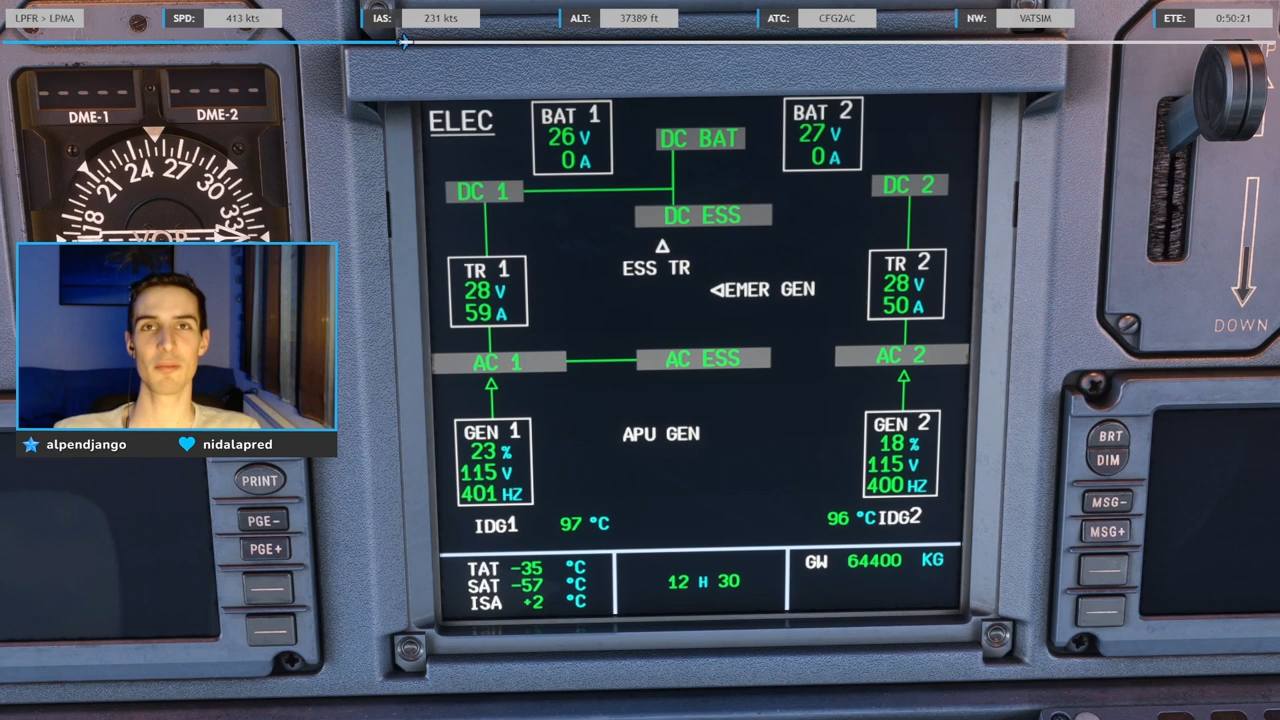 LPFR > LPMA SPD: 413 kts IAS: 231 kts ALT: 37389 ft ATC: CFG2AC NW: VATSIM ETE: 0:50:21
DME-1 DME-2
21 24 27 30 33
ELEC
BAT 1
26 V
0 A
DC BAT
BAT 2
27 V
0 A
DC 1
DC 2
DC ESS
ESS TR
EMER GEN
TR 1
28 V
59 A
TR 2
28 V
50 A
AC 1
AC ESS
AC 2
GEN 1
23 %
115 V
401 HZ
APU GEN
GEN 2
18 %
115 V
400 HZ
IDG1 97 °C
96 °C IDG2
TAT -35 °C
SAT -57 °C
ISA +2 °C
12 H 30
GW 64400 KG
alpendjango nidalapred
PRINT
PGE-
PGE+
DOWN
BRT
DIM
MSG-
MSG+